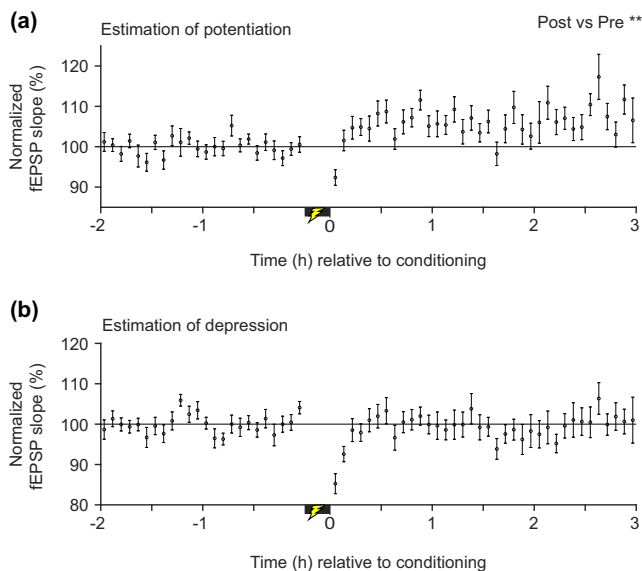 (a)
Estimation of potentiation
Post vs Pre **
Normalized
fEPSP slope (%)
120
110
100
90
-2
-1
0
1
2
3
Time (h) relative to conditioning
(b)
Estimation of depression
Normalized
fEPSP slope (%)
120
110
100
90
80
-2
-1
0
1
2
3
Time (h) relative to conditioning